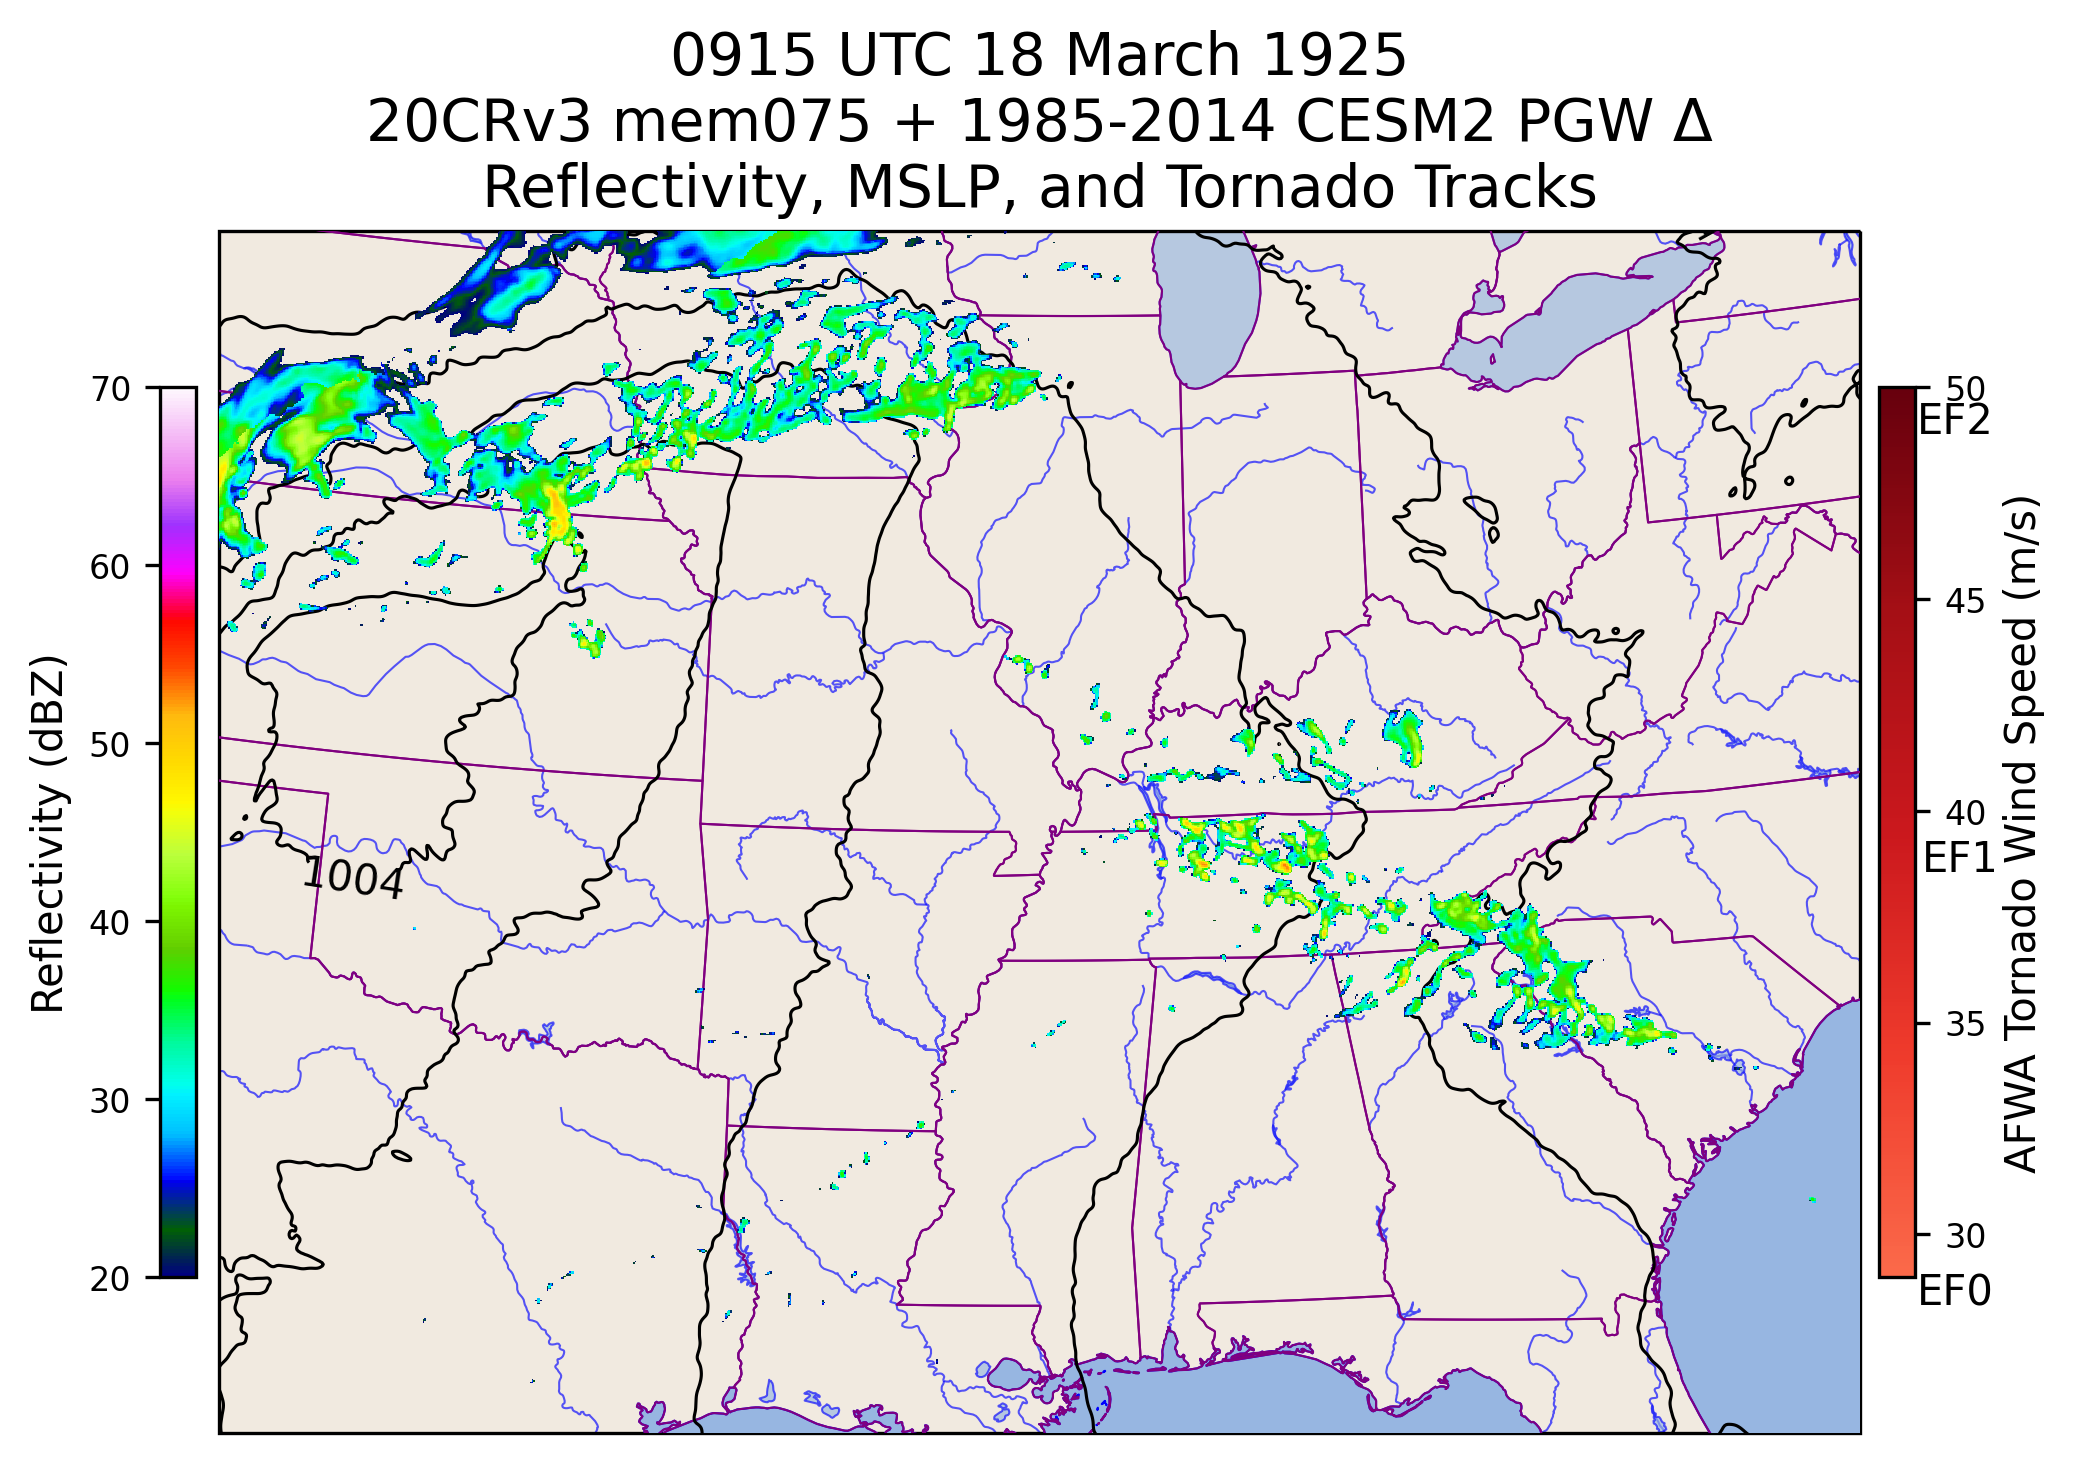 0915 UTC 18 March 1925
20CRv3 mem075 + 1985-2014 CESM2 PGW Δ
Reflectivity, MSLP, and Tornado Tracks
70
60
50
40
30
20
Reflectivity (dBZ)
1004
50
EF2
45
40
EF1
35
30
EF0
AFWA Tornado Wind Speed (m/s)